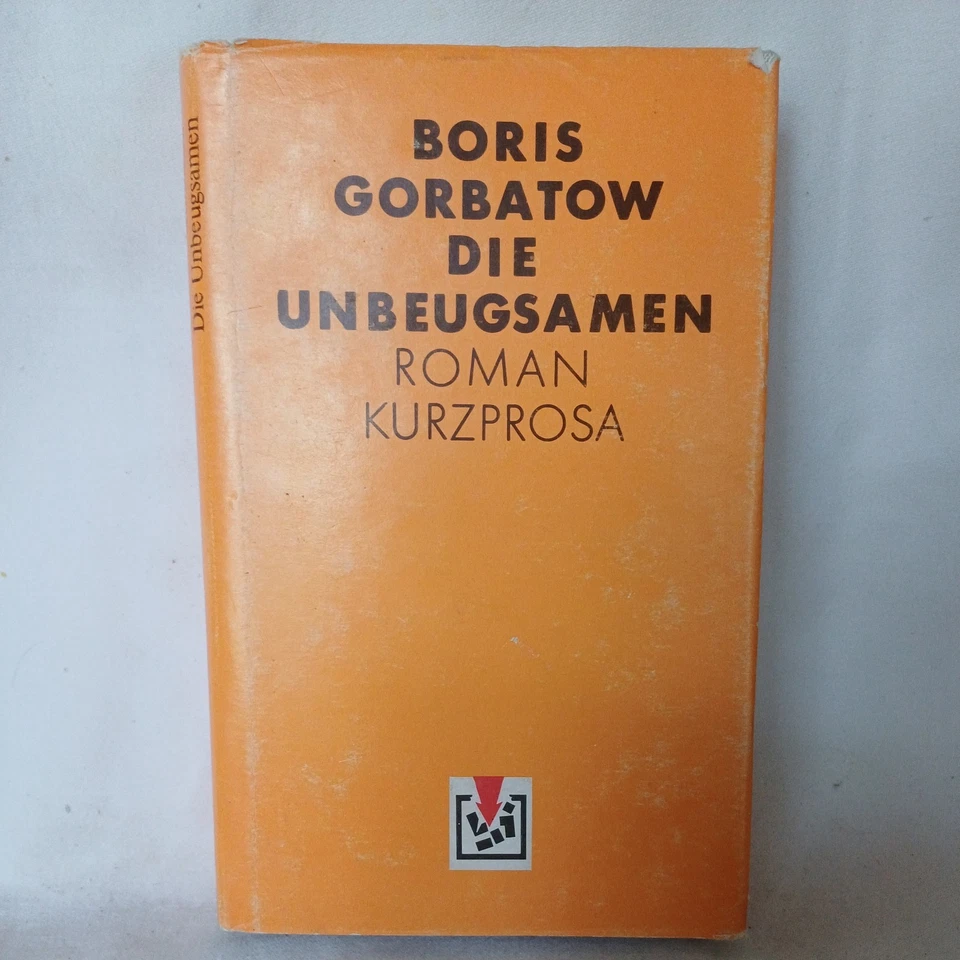 BORIS
GORBATOW
DIE
UNBEUGSAMEN
ROMAN
KURZPROSA
Die Unbeugsamen